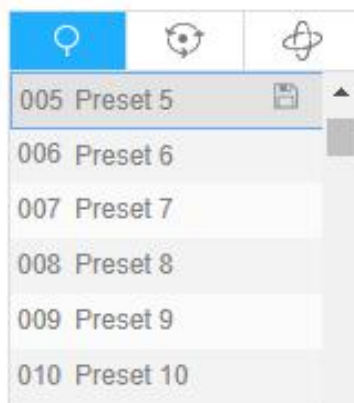 005 Preset 5
006 Preset 6
007 Preset 7
008 Preset 8
009 Preset 9
010 Preset 10